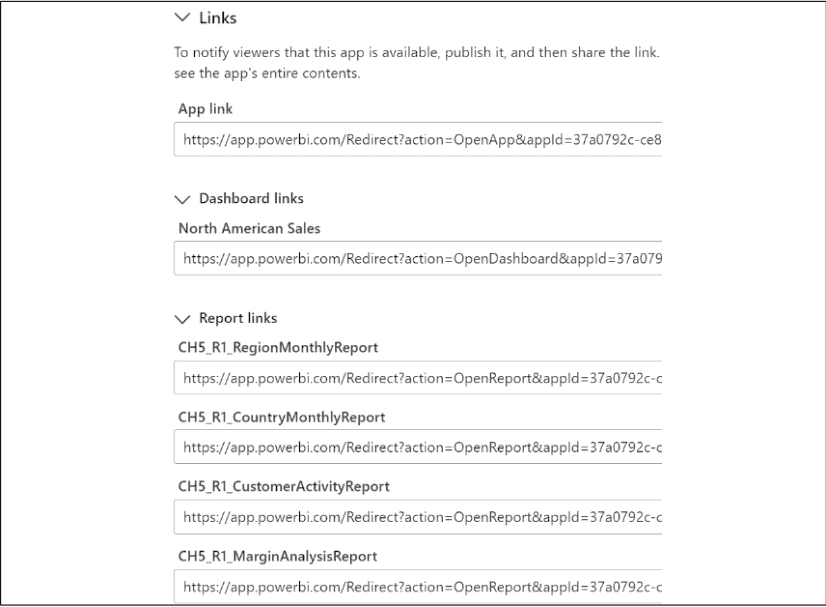 Links
To notify viewers that this app is available, publish it, and then share the link.
see the app's entire contents.
App link
https://app.powerbi.com/Redirect?action=OpenApp&appId=37a0792c-ce8
Dashboard links
North American Sales
https://app.powerbi.com/Redirect?action=OpenDashboard&appId=37a079
Report links
CH5_R1_RegionMonthlyReport
https://app.powerbi.com/Redirect?action=OpenReport&appId=37a0792c-c
CH5_R1_CountryMonthlyReport
https://app.powerbi.com/Redirect?action=OpenReport&appId=37a0792c-c
CH5_R1_CustomerActivityReport
https://app.powerbi.com/Redirect?action=OpenReport&appId=37a0792c-c
CH5_R1_MarginAnalysisReport
https://app.powerbi.com/Redirect?action=OpenReport&appId=37a0792c-c